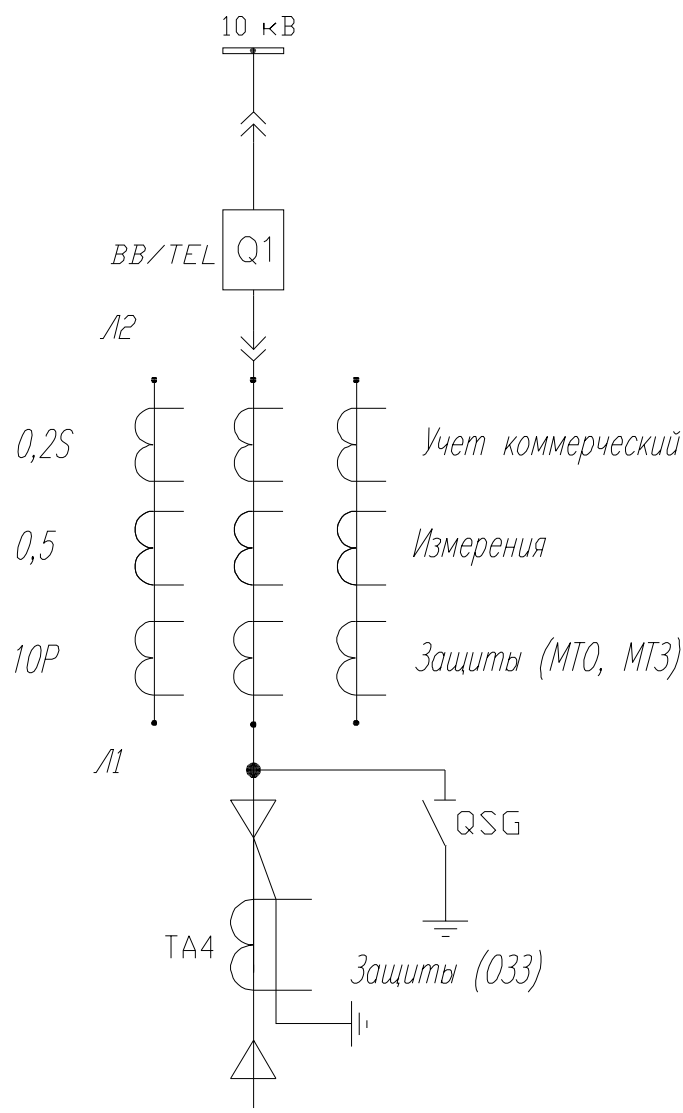 10 кВ
BB/TEL Q1
Л2
0,2S Учет коммерческий
0,5 Измерения
10Р Защиты (МТО, МТЗ)
Л1
QSG
TA4
Защиты (ОЗЗ)